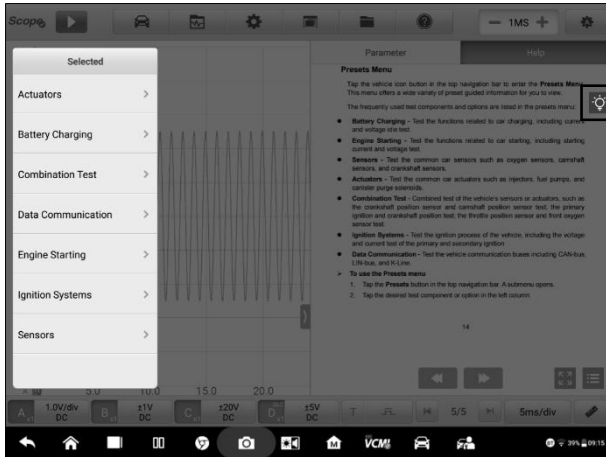 Scope
1MS
Selected
Actuators
Battery Charging
Combination Test
Data Communication
Engine Starting
Ignition Systems
Sensors
5.0 10.0 15.0 20.0
Parameter Help
Presets Menu
Tap the vehicle icon button in the top navigation bar to enter the Presets Menu.
This menu offers a wide variety of preset guided information for you to view.
The frequently used test components and options are listed in the presets menu:
● Battery Charging - Test the functions related to car charging, including current
and voltage idle test.
● Engine Starting - Test the functions related to car starting, including starting
current and voltage test.
● Sensors - Test the common car sensors such as oxygen sensors, camshaft
sensors, and crankshaft sensors.
● Actuators - Test the common car actuators such as injectors, fuel pumps, and
canister purge solenoids.
● Combination Test - Combined test of the vehicle's sensors or actuators, such as
the crankshaft position sensor and camshaft position sensor test, the primary
ignition and crankshaft position test, the throttle position sensor and front oxygen
sensor test.
● Ignition Systems - Test the ignition process of the vehicle, including the voltage
and current test of the primary and secondary ignition
● Data Communication - Test the vehicle communication buses including CAN-bus,
LIN-bus, and K-Line.
➢ To use the Presets menu
1. Tap the Presets button in the top navigation bar. A submenu opens.
2. Tap the desired test component or option in the left column.
14
A x1 1.0V/div DC B x1 ±1V DC C x1 ±20V DC D x1 ±5V DC T 5/5 5ms/div
VCMI 39% 09:15